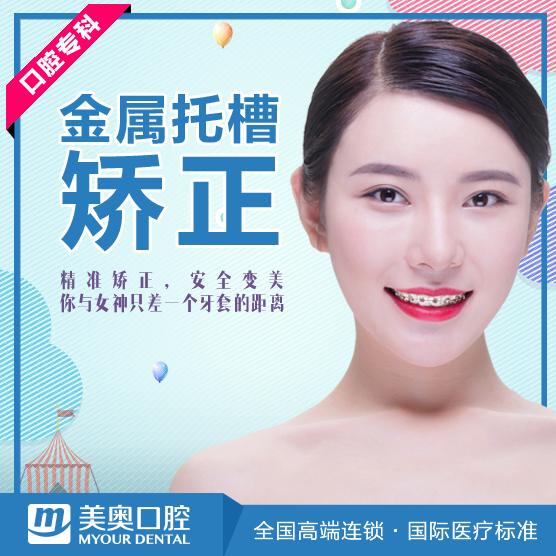 口腔专科
金属托槽
矫正
精准矫正，安全变美
你与女神只差一个牙套的距离
m 美奥口腔
MYOUR DENTAL
全国高端连锁·国际医疗标准